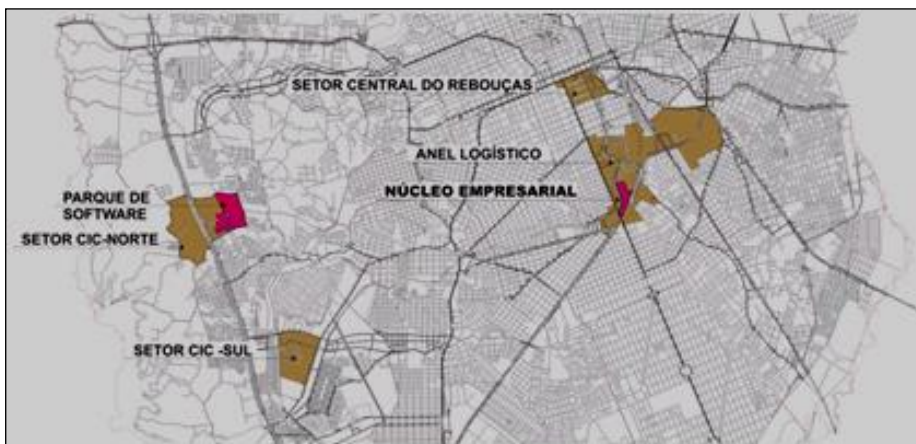 SETOR CENTRAL DO REBOUÇAS
ANEL LOGÍSTICO
NÚCLEO EMPRESARIAL
PARQUE DE
SOFTWARE
SETOR CIC-NORTE
SETOR CIC -SUL